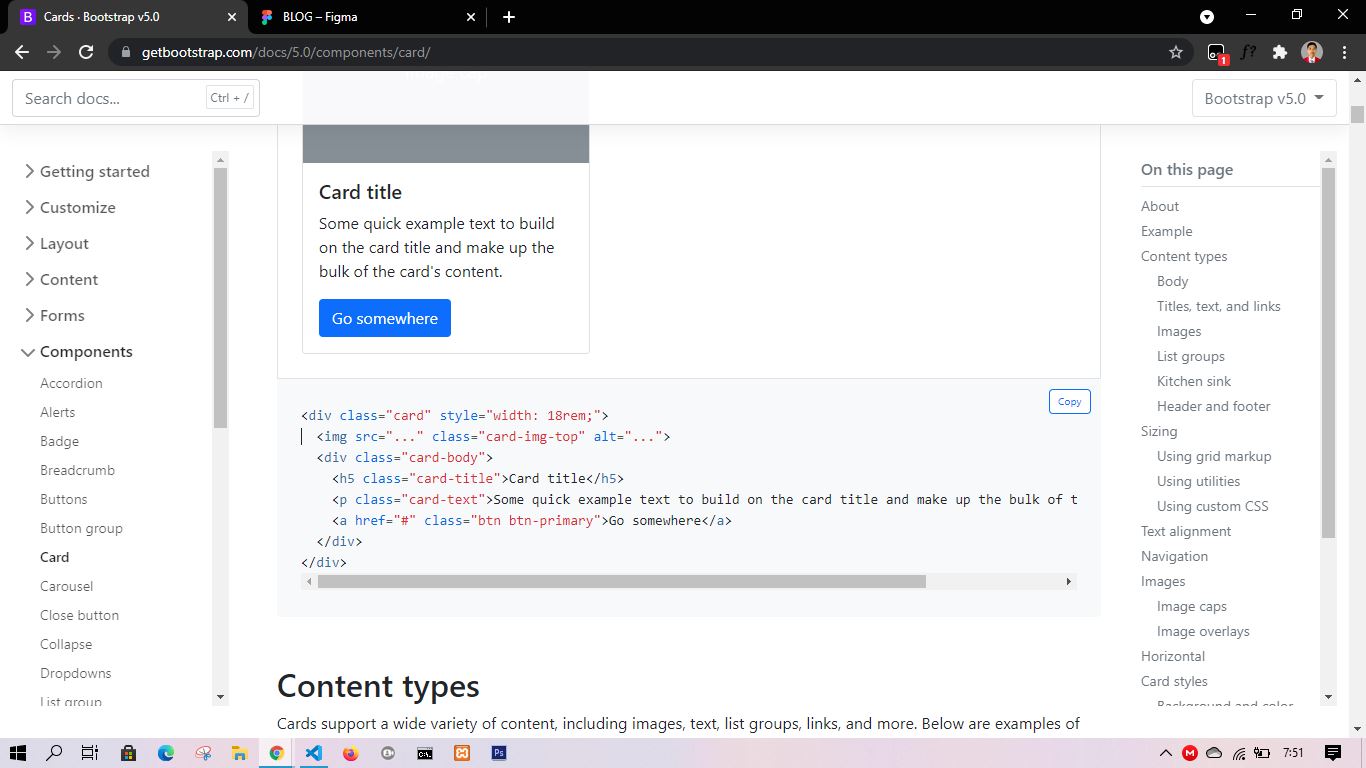 Cards · Bootstrap v5.0
BLOG – Figma
getbootstrap.com/docs/5.0/components/card/
1
f?
Search docs...
Ctrl + /
Image cap
Bootstrap v5.0
Getting started
Customize
Layout
Content
Forms
Components
Accordion
Alerts
Badge
Breadcrumb
Buttons
Button group
Card
Carousel
Close button
Collapse
Dropdowns
List group
Card title
Some quick example text to build
on the card title and make up the
bulk of the card's content.
Go somewhere
Copy
<div class="card" style="width: 18rem;">
<img src="..." class="card-img-top" alt="...">
<div class="card-body">
<h5 class="card-title">Card title</h5>
<p class="card-text">Some quick example text to build on the card title and make up the bulk of t
<a href="#" class="btn btn-primary">Go somewhere</a>
</div>
</div>
Content types
Cards support a wide variety of content, including images, text, list groups, links, and more. Below are examples of
On this page
About
Example
Content types
Body
Titles, text, and links
Images
List groups
Kitchen sink
Header and footer
Sizing
Using grid markup
Using utilities
Using custom CSS
Text alignment
Navigation
Images
Image caps
Image overlays
Horizontal
Card styles
Background and color
7:51